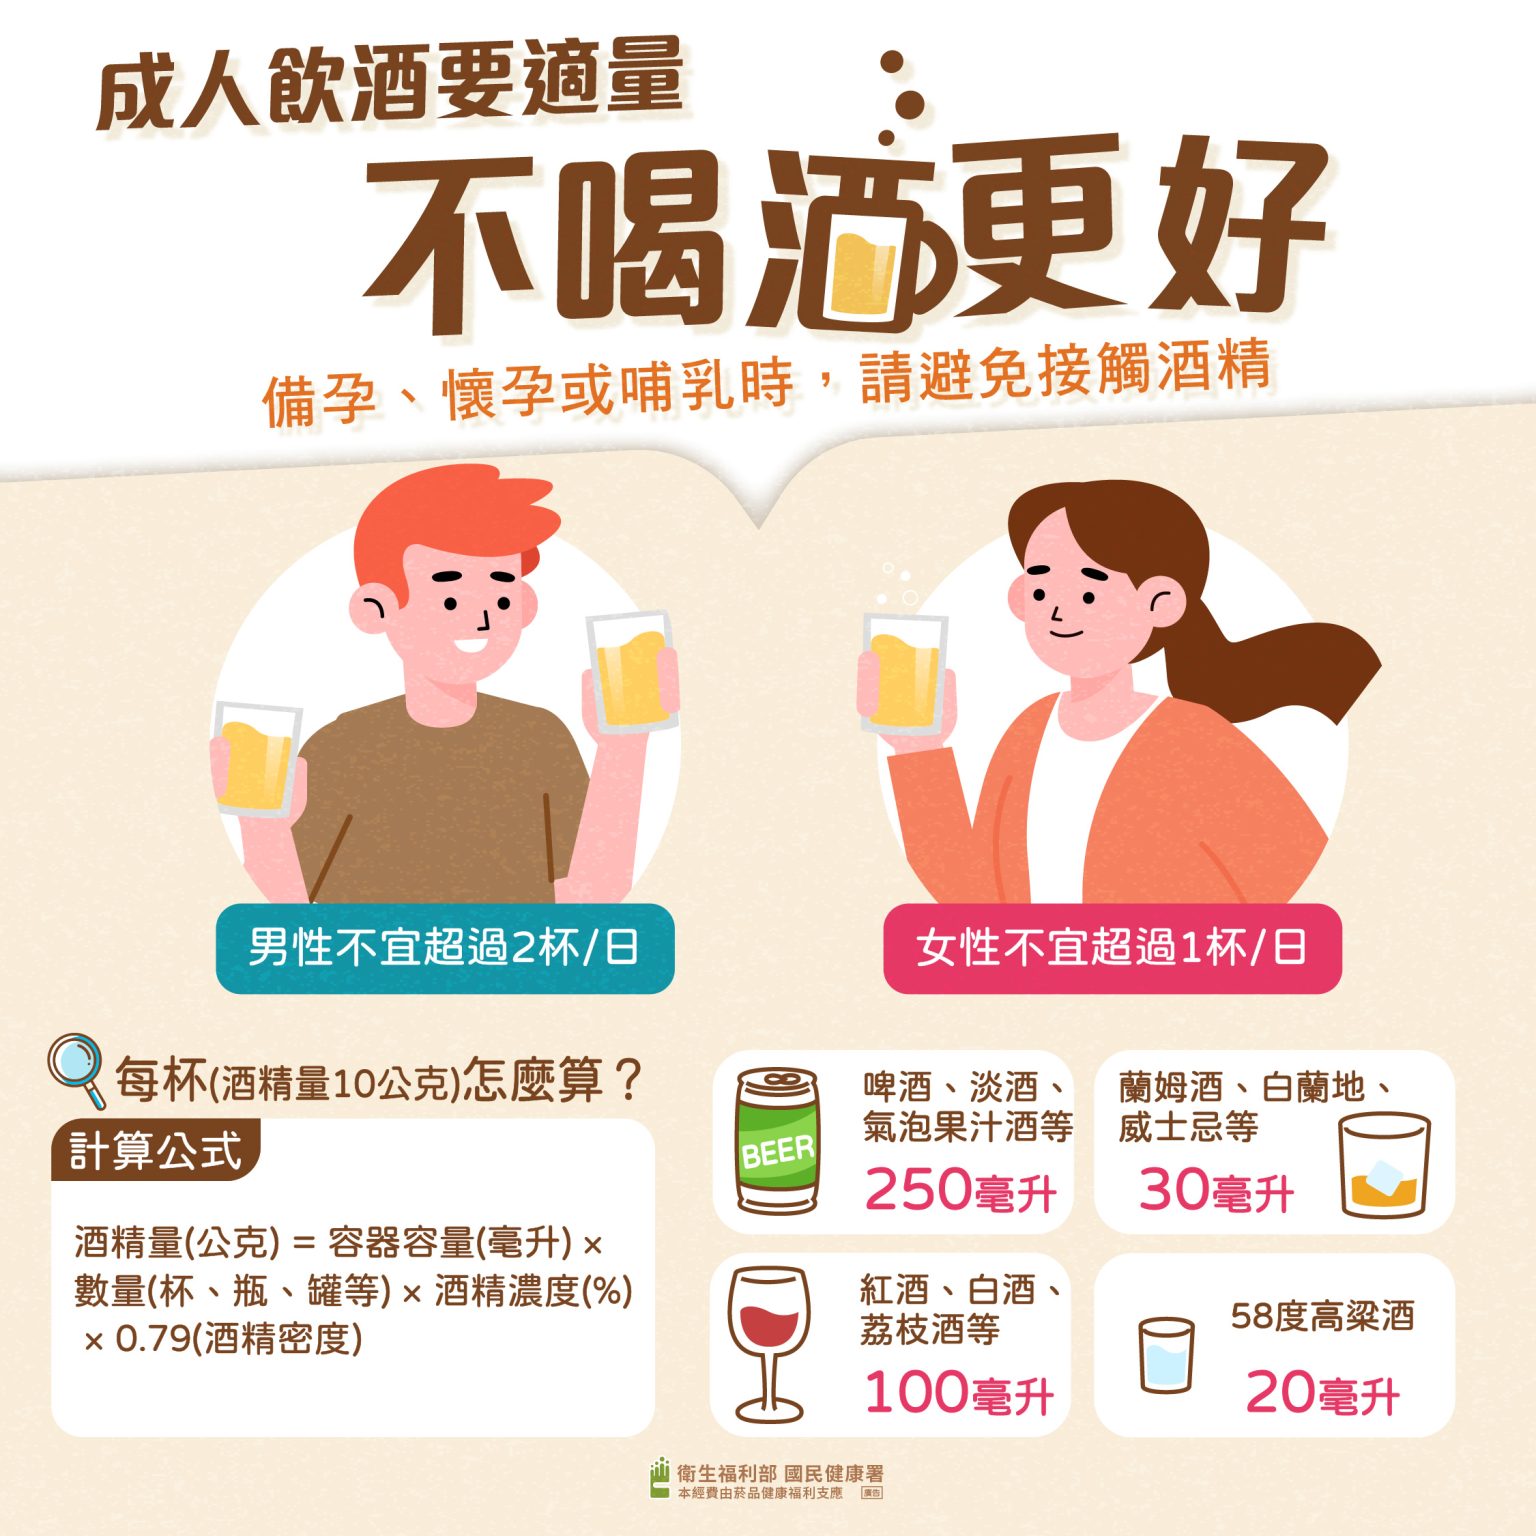 成人飲酒要適量
不喝酒更好
備孕、懷孕或哺乳時，請避免接觸酒精
男性不宜超過2杯/日
女性不宜超過1杯/日
每杯(酒精量10公克)怎麼算？
計算公式
酒精量(公克) = 容器容量(毫升) ×
數量(杯、瓶、罐等) × 酒精濃度(%)
× 0.79(酒精密度)
BEER
啤酒、淡酒、
氣泡果汁酒等
250毫升
蘭姆酒、白蘭地、
威士忌等
30毫升
紅酒、白酒、
荔枝酒等
100毫升
58度高粱酒
20毫升
衛生福利部 國民健康署
本經費由菸品健康福利支應 廣告